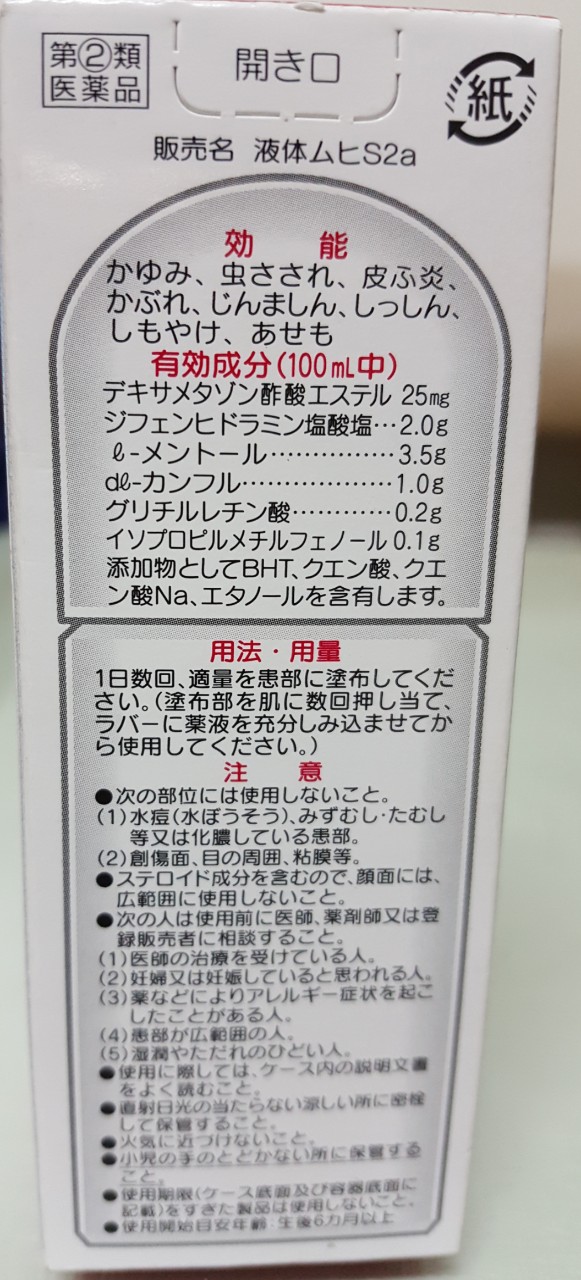 第②類
医薬品
開き口
紙
販売名 液体ムヒS2a
効能
かゆみ、虫さされ、皮ふ炎、
かぶれ、じんましん、しっしん、
しもやけ、あせも
有効成分(100mL中)
デキサメタゾン酢酸エステル 25mg
ジフェンヒドラミン塩酸塩…2.0g
ℓ-メントール……………3.5g
dℓ-カンフル………………1.0g
グリチルレチン酸…………0.2g
イソプロピルメチルフェノール 0.1g
添加物としてBHT、クエン酸、クエ
ン酸Na、エタノールを含有します。
用法・用量
1日数回、適量を患部に塗布してくだ
さい。(塗布部を肌に数回押し当て、
ラバーに薬液を充分しみ込ませてか
ら使用してください。)
注意
●次の部位には使用しないこと。
(1)水痘(水ぼうそう)、みずむし・たむし
等又は化膿している患部。
(2)創傷面、目の周囲、粘膜等。
●ステロイド成分を含むので、顔面には、
広範囲に使用しないこと。
●次の人は使用前に医師、薬剤師又は登
録販売者に相談すること。
(1)医師の治療を受けている人。
(2)妊婦又は妊娠していると思われる人。
(3)薬などによりアレルギー症状を起こ
したことがある人。
(4)患部が広範囲の人。
(5)湿潤やただれのひどい人。
●使用に際しては、ケース内の説明文書
をよく読むこと。
●直射日光の当たらない涼しい所に密栓
して保管すること。
●火気に近づけないこと。
●小児の手のとどかない所に保管する
こと。
●使用期限(ケース底面及び容器底面に
記載)をすぎた製品は使用しないこと。
●使用開始目安年齢:生後6カ月以上